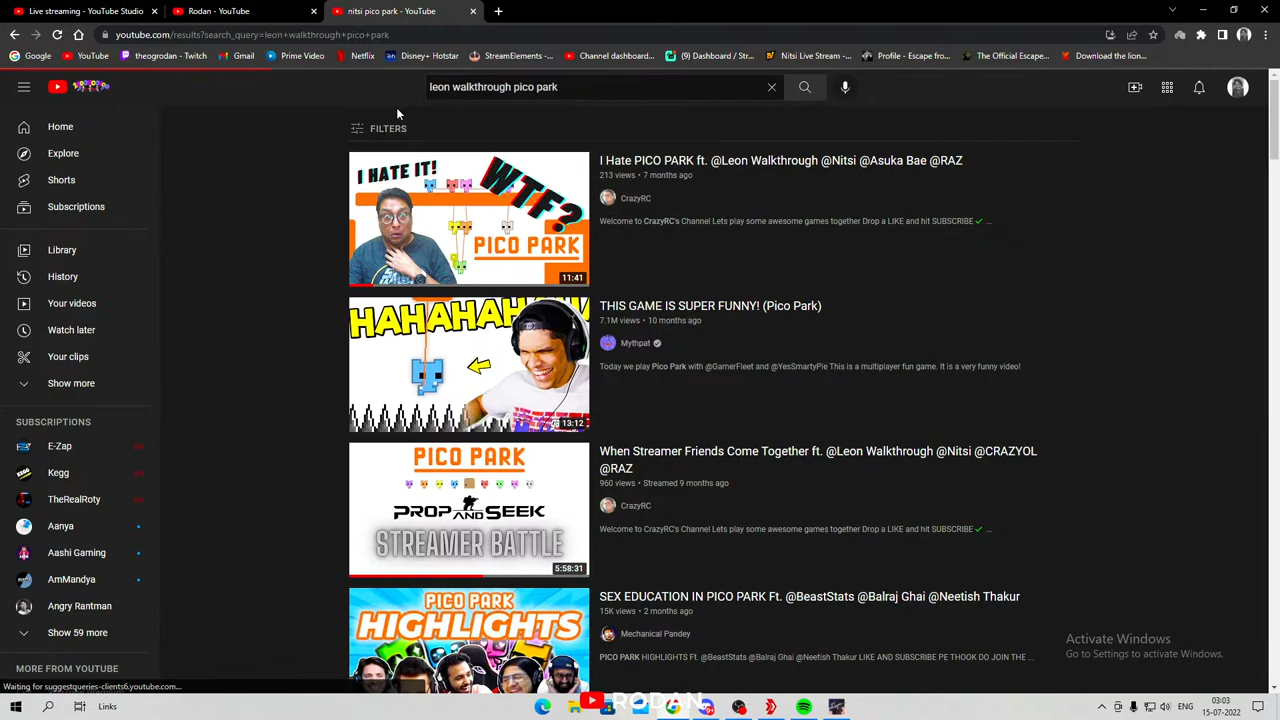 Live streaming - YouTube Studio
Rodan - YouTube
nitsi pico park - YouTube
youtube.com/results?search_query=leon+walkthrough+pico+park
Google
YouTube
theogrodan - Twitch
Gmail
Prime Video
Netflix
Disney+ Hotstar
StreamElements -...
Channel dashboard...
(9) Dashboard / Str...
Nitsi Live Stream -...
Profile - Escape fro...
The Official Escape...
Leon Walkthrough -...
leon walkthrough pico park
FILTERS
Home
Explore
Shorts
Subscriptions
Library
History
Your videos
Watch later
Your clips
Show more
SUBSCRIPTIONS
E-Zap
Kegg
TheRealRoty
Aanya
Aashi Gaming
AmMandya
Angry Rantman
Show 59 more
MORE FROM YOUTUBE
I HATE IT!
WTF?
PICO PARK
11:41
I Hate PICO PARK ft. @Leon Walkthrough @Nitsi @Asuka Bae @RAZ
213 views • 7 months ago
CrazyRC
Welcome to CrazyRC's Channel Lets play some awesome games together Drop a LIKE and hit SUBSCRIBE✔ ...
HAHAHAHAHA
13:12
THIS GAME IS SUPER FUNNY! (Pico Park)
7.1M views • 10 months ago
Mythpat
Today we play Pico Park with @GamerFleet and @YesSmartyPie This is a multiplayer fun game. It is a very funny video!
PICO PARK
PROP AND SEEK
STREAMER BATTLE
5:58:31
When Streamer Friends Come Together ft. @Leon Walkthrough @Nitsi @CRAZYOL
@RAZ
960 views • Streamed 9 months ago
CrazyRC
Welcome to CrazyRC's Channel Lets play some awesome games together Drop a LIKE and hit SUBSCRIBE✔ ...
PICO PARK
HIGHLIGHTS
SEX EDUCATION IN PICO PARK Ft. @BeastStats @Balraj Ghai @Neetish Thakur
15K views • 2 months ago
Mechanical Pandey
PICO PARK HIGHLIGHTS Ft. @BeastStats @Balraj Ghai @Neetish Thakur LIKE AND SUBSCRIBE PE THOOK DO JOIN THE ...
Activate Windows
Go to Settings to activate Windows.
Waiting for suggestqueries-clients6.youtube.com...
RODAN
Links
ENG
03:03
15-07-2022